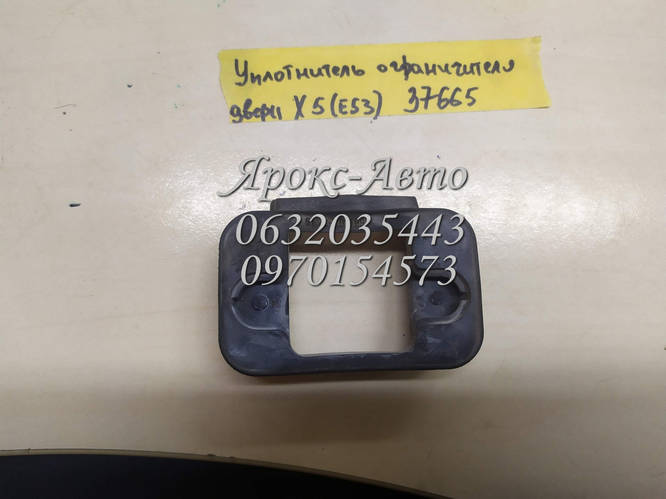 Уплотнитель ограничителя
двери X5(E53) 37665
Ярокс-Авто
0632035443
0970154573